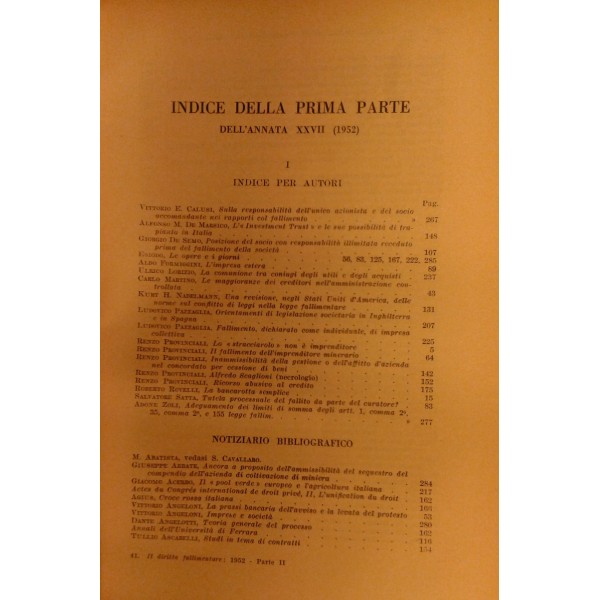 INDICE DELLA PRIMA PARTE
DELL'ANNATA XXVII (1952)
I
INDICE PER AUTORI
Pag.
VITTORIO E. CALUSI, Sulla responsabilità dell'unico azionista e del socio
accomandante nei rapporti col fallimento » 267
ALFONSO M. DE MARSICO, L'« Investment Trust » e le sue possibilità di tra-
pianto in Italia 148
GIORGIO DE SEMO, Posizione del socio con responsabilità illimitata receduto
prima del fallimento della società 107
Le opere e i giorni 56, 92, 125, 167, 222, 285
ALDO FORMIGGINI, L'impresa estera 89
ULRICO LORIZIO, La comunione tra coniugi degli utili e degli acquisti 237
CARLO MARTINO, Le maggioranze dei creditori nell'amministrazione con-
trollata 43
KURT H. NADELMANN, Una revisione, negli Stati Uniti d'America, delle
norme sul conflitto di leggi nella legge fallimentare 131
LUDOVICO PAZZAGLIA, Orientamenti di legislazione societaria in Inghilterra
e in Spagna
LUDOVICO PAZZAGLIA, Fallimento, dichiarato come individuale, di impresa 207
collettiva
RENZO PROVINCIALI, Lo « stracciarolo » non è imprenditore 225
RENZO PROVINCIALI, Il fallimento dell'imprenditore minerario 5
RENZO PROVINCIALI, Inammissibilità della gestione o dell'affitto d'azienda 64
nel concordato per cessione di beni
RENZO PROVINCIALI, Alfredo Scaglioni (necrologio) 142
RENZO PROVINCIALI, Ricorso abusivo al credito 152
ROBERTO ROVELLI, La bancarotta semplice 175
SALVATORE SATTA, Tutela processuale del fallito da parte del curatore? 15
ADONE ZOLI, Adeguamento dei limiti di somma degli artt. 1, comma 2°, 83
35, comma 2°, e 155 legge fallim. » 277
NOTIZIARIO BIBLIOGRAFICO
M. ABATISTA, vedasi S. CAVALLARO.
GIUSEPPE ABBATE, Ancora a proposito dell'ammissibilità del sequestro del
compendio dell'azienda di coltivazione di miniera
GIACOMO ACERBO, Il « pool verde » europeo e l'agricoltura italiana 284
Actes du Congrès international de droit privé, II, L'unification du droit 217
Croce rossa italiana 162
VITTORIO ANGELONI, La prassi bancaria dell'avviso e la levata del protesto 166
VITTORIO ANGELONI, Imprese e società 53
DANTE ANGELOTTI, Teoria generale del processo 280
Annali dell'Università di Ferrara 162
TULLIO ASCARELLI, Studi in tema di contratti 116
154
41. Il diritto fallimentare; 1952 - Parte II